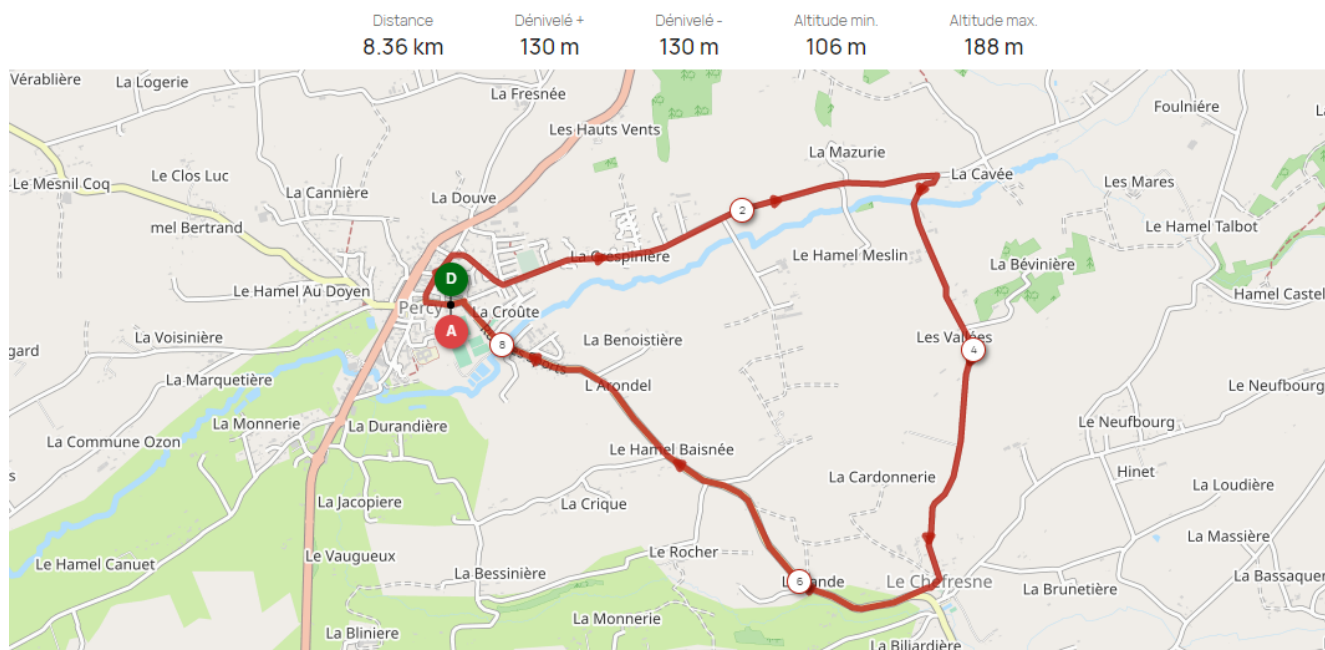 Distance
8.36 km
Dénivelé +
130 m
Dénivelé -
130 m
Altitude min.
106 m
Altitude max.
188 m
Vérablière
La Logerie
La Fresnée
Foulnière
La
Les Hauts Vents
La Mazurie
Le Mesnil Coq
Le Clos Luc
La Cannière
La Douve
La Cavée
Les Mares
mel Bertrand
2
Le Hamel Talbot
La Crespinière
Le Hamel Meslin
La Bévinière
D
Le Hamel Au Doyen
Hamel Castel
Percy
La Croûte
A
La Voisinière
8
La Benoistière
Les Vallées
4
gard
Rue des Sports
La Marquetière
L Arondel
Le Neufbourg
La Monnerie
La Durandière
Le Neufbourg
La Commune Ozon
Le Hamel Baisnée
Hinet
La Cardonnerie
La Loudière
s
La Jacopiere
La Crique
La Massière
Le Vaugueux
Le Rocher
Le Hamel Canuet
La Bessinière
6
Le Chefresne
La Brunetière
La Bassaquer
La Monnerie
La Bliniere
La Biliardière